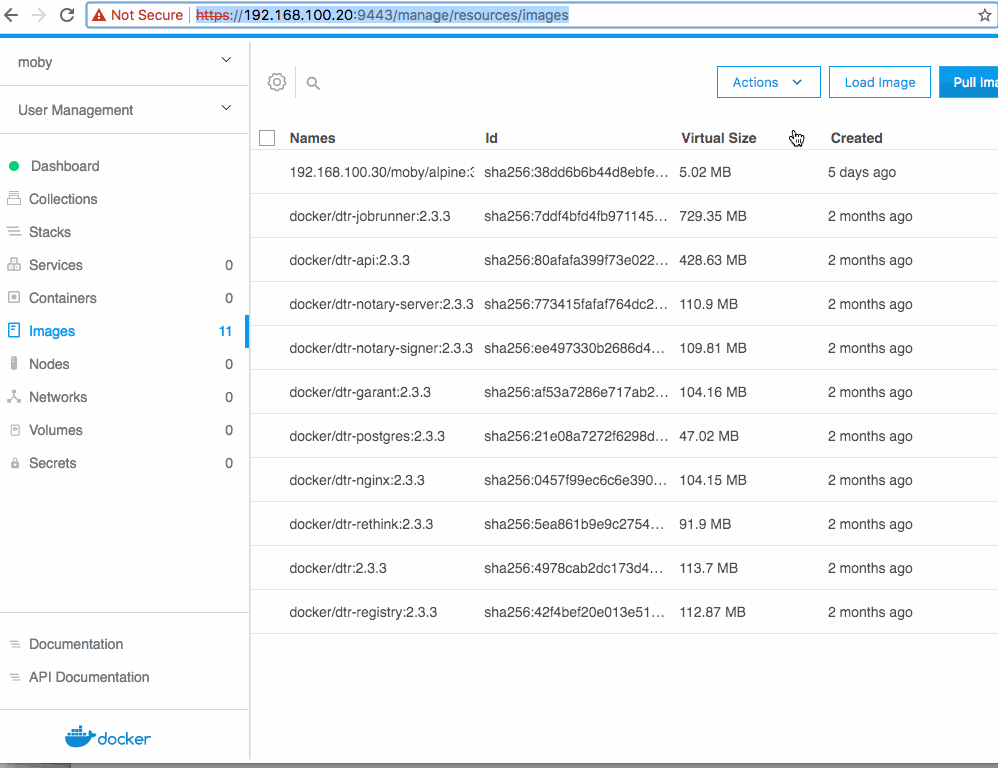 Not Secure https://192.168.100.20:9443/manage/resources/images
moby
User Management
Dashboard
Collections
Stacks
Services 0
Containers 0
Images 11
Nodes 0
Networks 0
Volumes 0
Secrets 0
Documentation
API Documentation
docker
Actions Load Image Pull Ima
Names Id Virtual Size Created
192.168.100.30/moby/alpine:3 sha256:38dd6b6b44d8ebfe... 5.02 MB 5 days ago
docker/dtr-jobrunner:2.3.3 sha256:7ddf4bfd4fb971145... 729.35 MB 2 months ago
docker/dtr-api:2.3.3 sha256:80afafa399f73e022... 428.63 MB 2 months ago
docker/dtr-notary-server:2.3.3 sha256:773415fafaf764dc2... 110.9 MB 2 months ago
docker/dtr-notary-signer:2.3.3 sha256:ee497330b2686d4... 109.81 MB 2 months ago
docker/dtr-garant:2.3.3 sha256:af53a7286e717ab2... 104.16 MB 2 months ago
docker/dtr-postgres:2.3.3 sha256:21e08a7272f6298d... 47.02 MB 2 months ago
docker/dtr-nginx:2.3.3 sha256:0457f99ec6c6e390... 104.15 MB 2 months ago
docker/dtr-rethink:2.3.3 sha256:5ea861b9e9c2754... 91.9 MB 2 months ago
docker/dtr:2.3.3 sha256:4978cab2dc173d4... 113.7 MB 2 months ago
docker/dtr-registry:2.3.3 sha256:42f4bef20e013e51... 112.87 MB 2 months ago